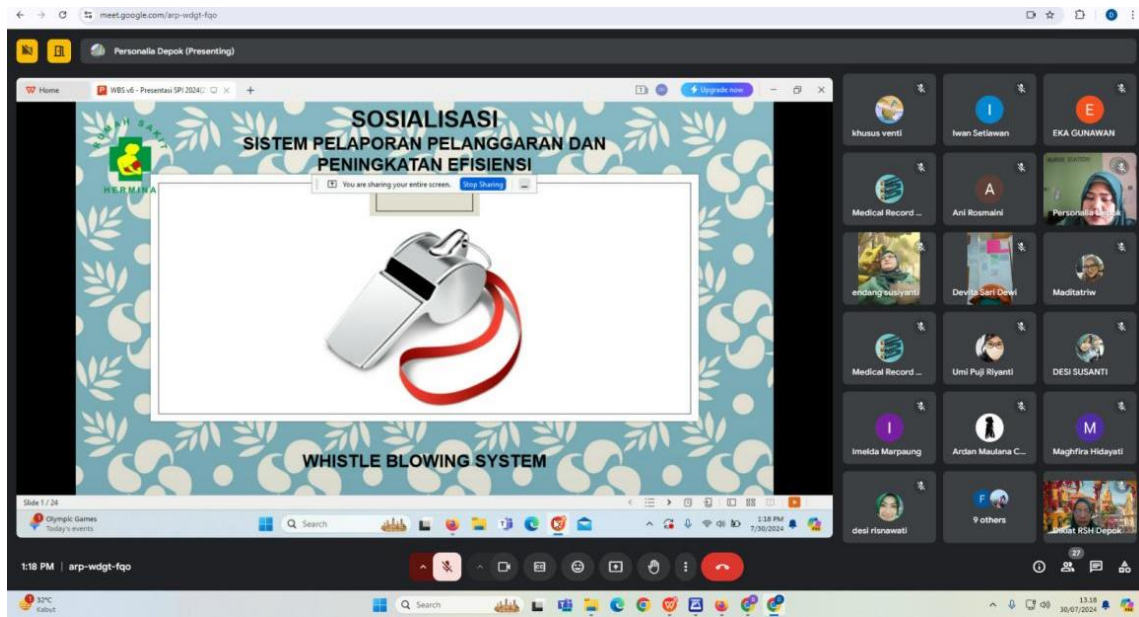 meet.google.com/arp-wdgt-fqo
Personalia Depok (Presenting)
Home
WBS v6 - Presentasi SPI 2024(
Upgrade now
RUMAH SAKIT
HERMINA
SOSIALISASI
SISTEM PELAPORAN PELANGGARAN DAN
PENINGKATAN EFISIENSI
You are sharing your entire screen. Stop Sharing
WHISTLE BLOWING SYSTEM
Slide 1 / 24
Olympic Games
Today's events
Search
1:18 PM
7/30/2024
khusus venti
Iwan Setiawan
EKA GUNAWAN
Medical Record ...
Ani Rosmaini
Personalia Depok
endang susiyanti
Devita Sari Dewi
Maditatriw
Medical Record ...
Umi Puji Riyanti
DESI SUSANTI
Imelda Marpaung
Ardan Maulana C...
Maghfira Hidayati
desi risnawati
9 others
Diklat RSH Depok
1:18 PM | arp-wdgt-fqo
27
32°C
Kabut
Search
13.18
30/07/2024